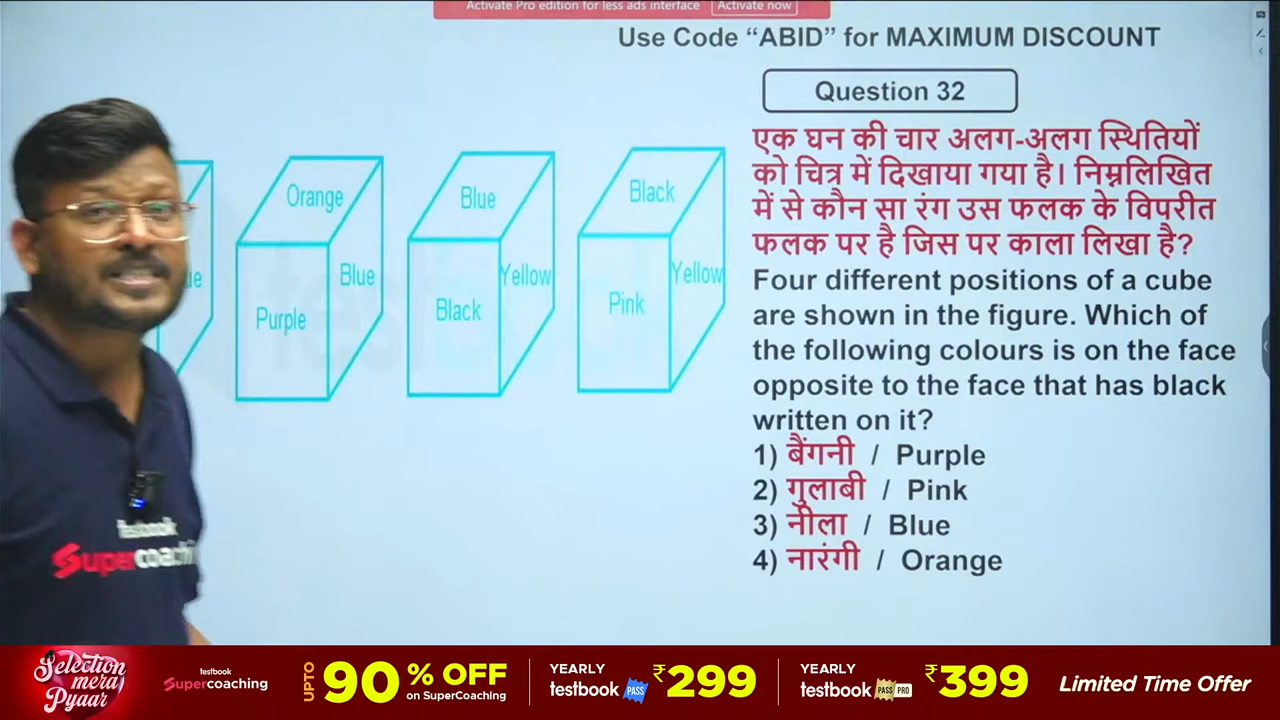 Activate Pro edition for less ads interface Activate now
Use Code “ABID” for MAXIMUM DISCOUNT
Question 32
एक घन की चार अलग-अलग स्थितियों
को चित्र में दिखाया गया है। निम्नलिखित
में से कौन सा रंग उस फलक के विपरीत
फलक पर है जिस पर काला लिखा है?
Four different positions of a cube
are shown in the figure. Which of
the following colours is on the face
opposite to the face that has black
written on it?
1) बैंगनी / Purple
2) गुलाबी / Pink
3) नीला / Blue
4) नारंगी / Orange
Orange
Blue
Purple
Blue
Yellow
Black
Black
Yellow
Pink
testbook
Supercoachi
Selection
mera
Pyaar
testbook
Supercoaching
UPTO 90% OFF
on SuperCoaching
YEARLY
testbook PASS ₹299
YEARLY
testbook PASS PRO ₹399
Limited Time Offer